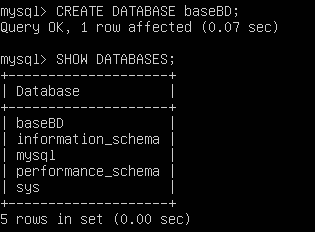 mysql> CREATE DATABASE baseBD;
Query OK, 1 row affected (0.07 sec)

mysql> SHOW DATABASES;
+--------------------+
| Database           |
+--------------------+
| baseBD             |
| information_schema |
| mysql              |
| performance_schema |
| sys                |
+--------------------+
5 rows in set (0.00 sec)